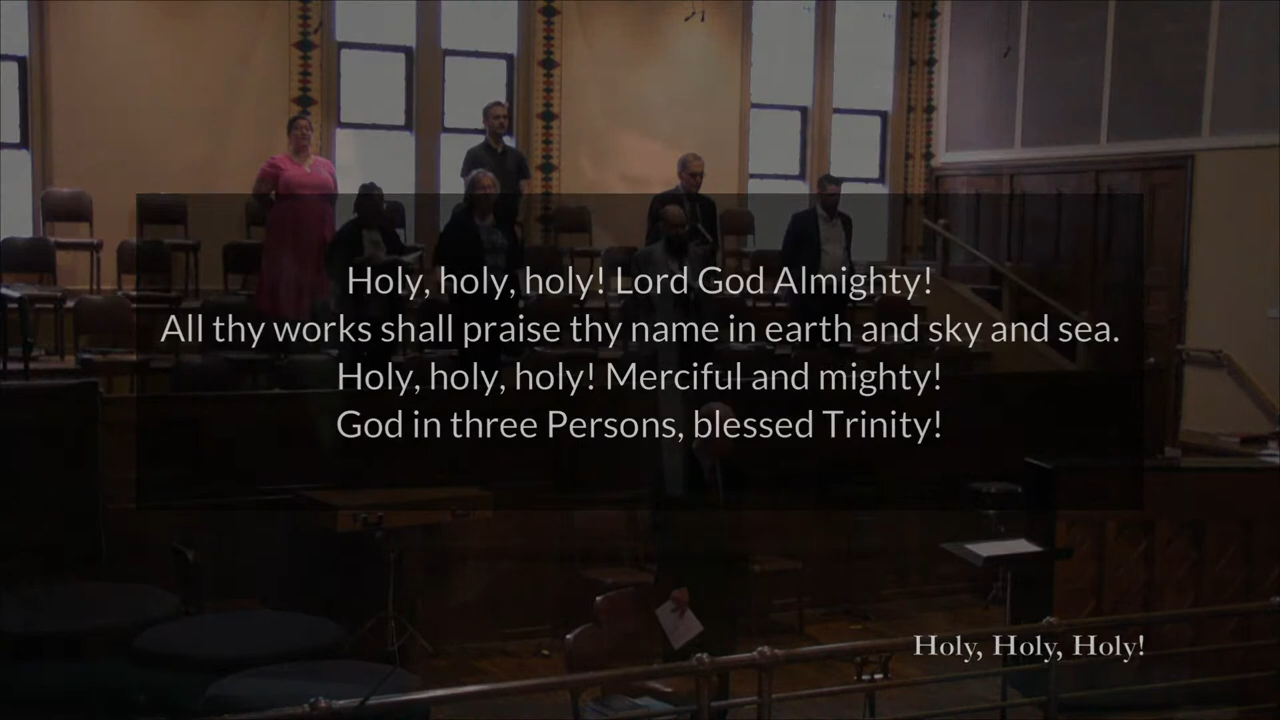 Holy, holy, holy! Lord God Almighty!
All thy works shall praise thy name in earth and sky and sea.
Holy, holy, holy! Merciful and mighty!
God in three Persons, blessed Trinity!
Holy, Holy, Holy!